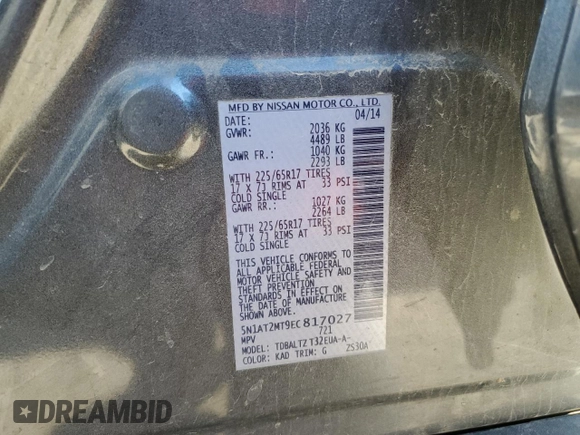 MFD BY NISSAN MOTOR CO., LTD.
DATE: 04/14
GVWR: 2036 KG
4489 LB
GAWR FR.: 1040 KG
2293 LB
WITH 225/65R17 TIRES
17 X 7J RIMS AT 33 PSI
COLD SINGLE
GAWR RR.: 1027 KG
2264 LB
WITH 225/65R17 TIRES
17 X 7J RIMS AT 33 PSI
COLD SINGLE
THIS VEHICLE CONFORMS TO
ALL APPLICABLE FEDERAL
MOTOR VEHICLE SAFETY AND
THEFT PREVENTION
STANDARDS IN EFFECT ON
THE DATE OF MANUFACTURE
SHOWN ABOVE.
5N1AT2MT9EC817027
MPV 721
MODEL: TDBALTZ T32EUA-A-
COLOR: KAD TRIM: G ZS30A
DREAMBID